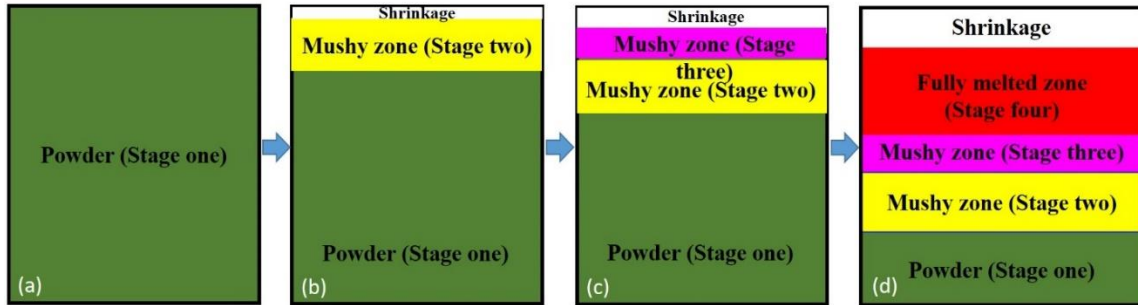 Powder (Stage one)
(a)
Shrinkage
Mushy zone (Stage two)
Powder (Stage one)
(b)
Shrinkage
Mushy zone (Stage
three)
Mushy zone (Stage two)
Powder (Stage one)
(c)
Shrinkage
Fully melted zone
(Stage four)
Mushy zone (Stage three)
Mushy zone (Stage two)
Powder (Stage one)
(d)